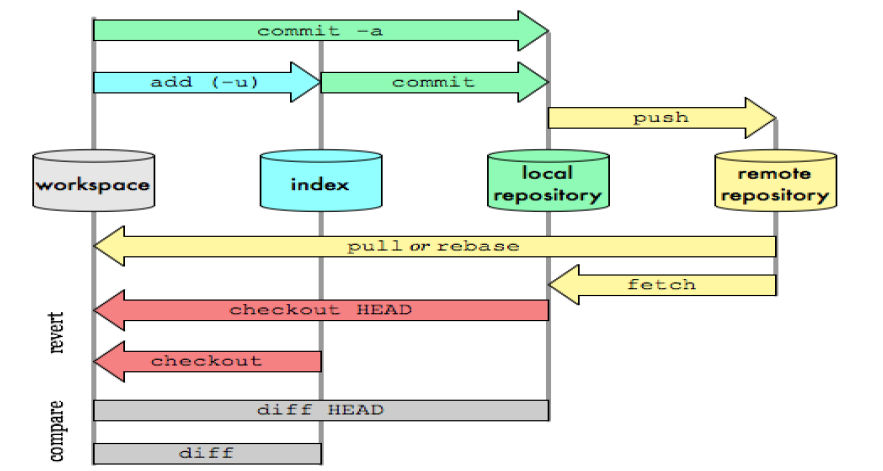 commit -a
add (-u)
commit
push
workspace
index
local
repository
remote
repository
pull or rebase
fetch
revert
checkout HEAD
checkout
compare
diff HEAD
diff